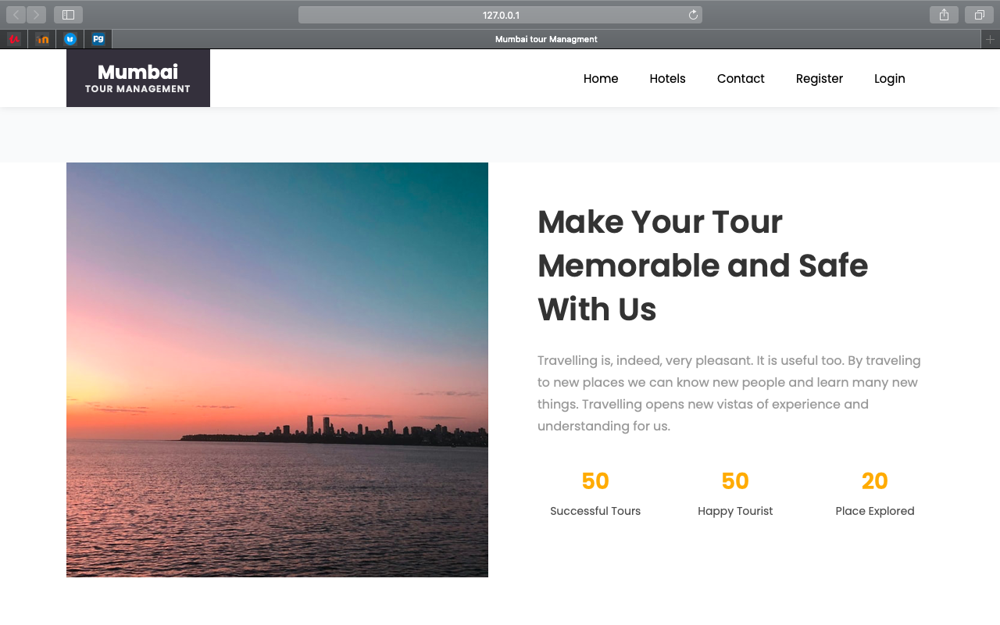 127.0.0.1
in
pg
Mumbai tour Managment
Mumbai
TOUR MANAGEMENT
Home
Hotels
Contact
Register
Login
Make Your Tour
Memorable and Safe
With Us
Travelling is, indeed, very pleasant. It is useful too. By traveling
to new places we can know new people and learn many new
things. Travelling opens new vistas of experience and
understanding for us.
50
50
20
Successful Tours
Happy Tourist
Place Explored